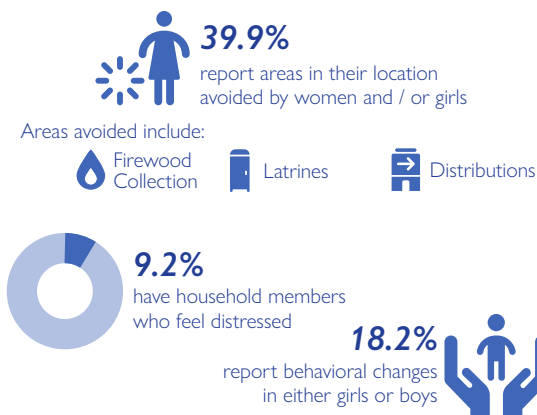 39.9%
report areas in their location
avoided by women and / or girls
Areas avoided include:
Firewood
Collection
Latrines
Distributions
9.2%
have household members
who feel distressed
18.2%
report behavioral changes
in either girls or boys